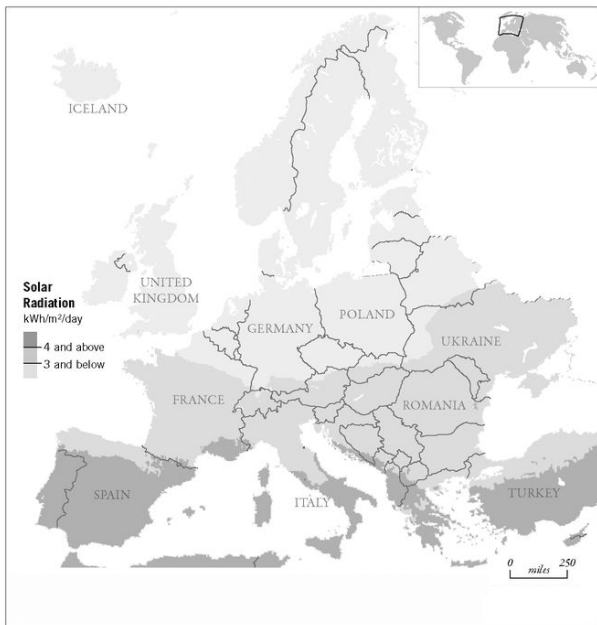 ICELAND
UNITED
KINGDOM
Solar
Radiation
kWh/m²/day
4 and above
3 and below
GERMANY
POLAND
UKRAINE
FRANCE
ROMANIA
SPAIN
ITALY
TURKEY
0 250
miles